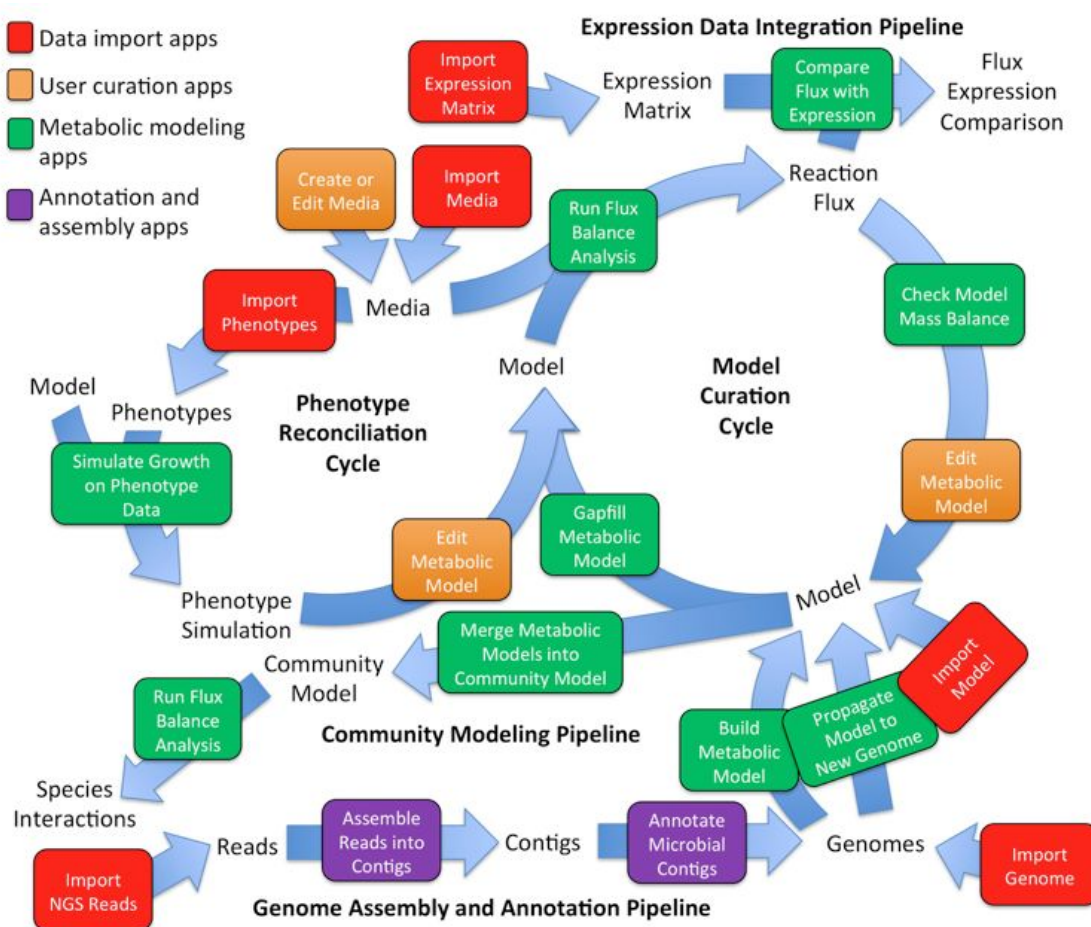 Data import apps
User curation apps
Metabolic modeling
apps
Annotation and
assembly apps
Expression Data Integration Pipeline
Import
Expression
Matrix
Expression
Matrix
Compare
Flux with
Expression
Flux
Expression
Comparison
Create or
Edit Media
Import
Media
Run Flux
Balance
Analysis
Reaction
Flux
Import
Phenotypes
Media
Check Model
Mass Balance
Model
Model
Phenotypes
Phenotype
Reconciliation
Cycle
Model
Curation
Cycle
Simulate Growth
on Phenotype
Data
Edit
Metabolic
Model
Gapfill
Metabolic
Model
Edit
Metabolic
Model
Phenotype
Simulation
Model
Merge Metabolic
Models into
Community Model
Community
Model
Import
Model
Propagate
Model to
New Genome
Build
Metabolic
Model
Run Flux
Balance
Analysis
Community Modeling Pipeline
Species
Interactions
Import
NGS Reads
Reads
Assemble
Reads into
Contigs
Contigs
Annotate
Microbial
Contigs
Genomes
Import
Genome
Genome Assembly and Annotation Pipeline